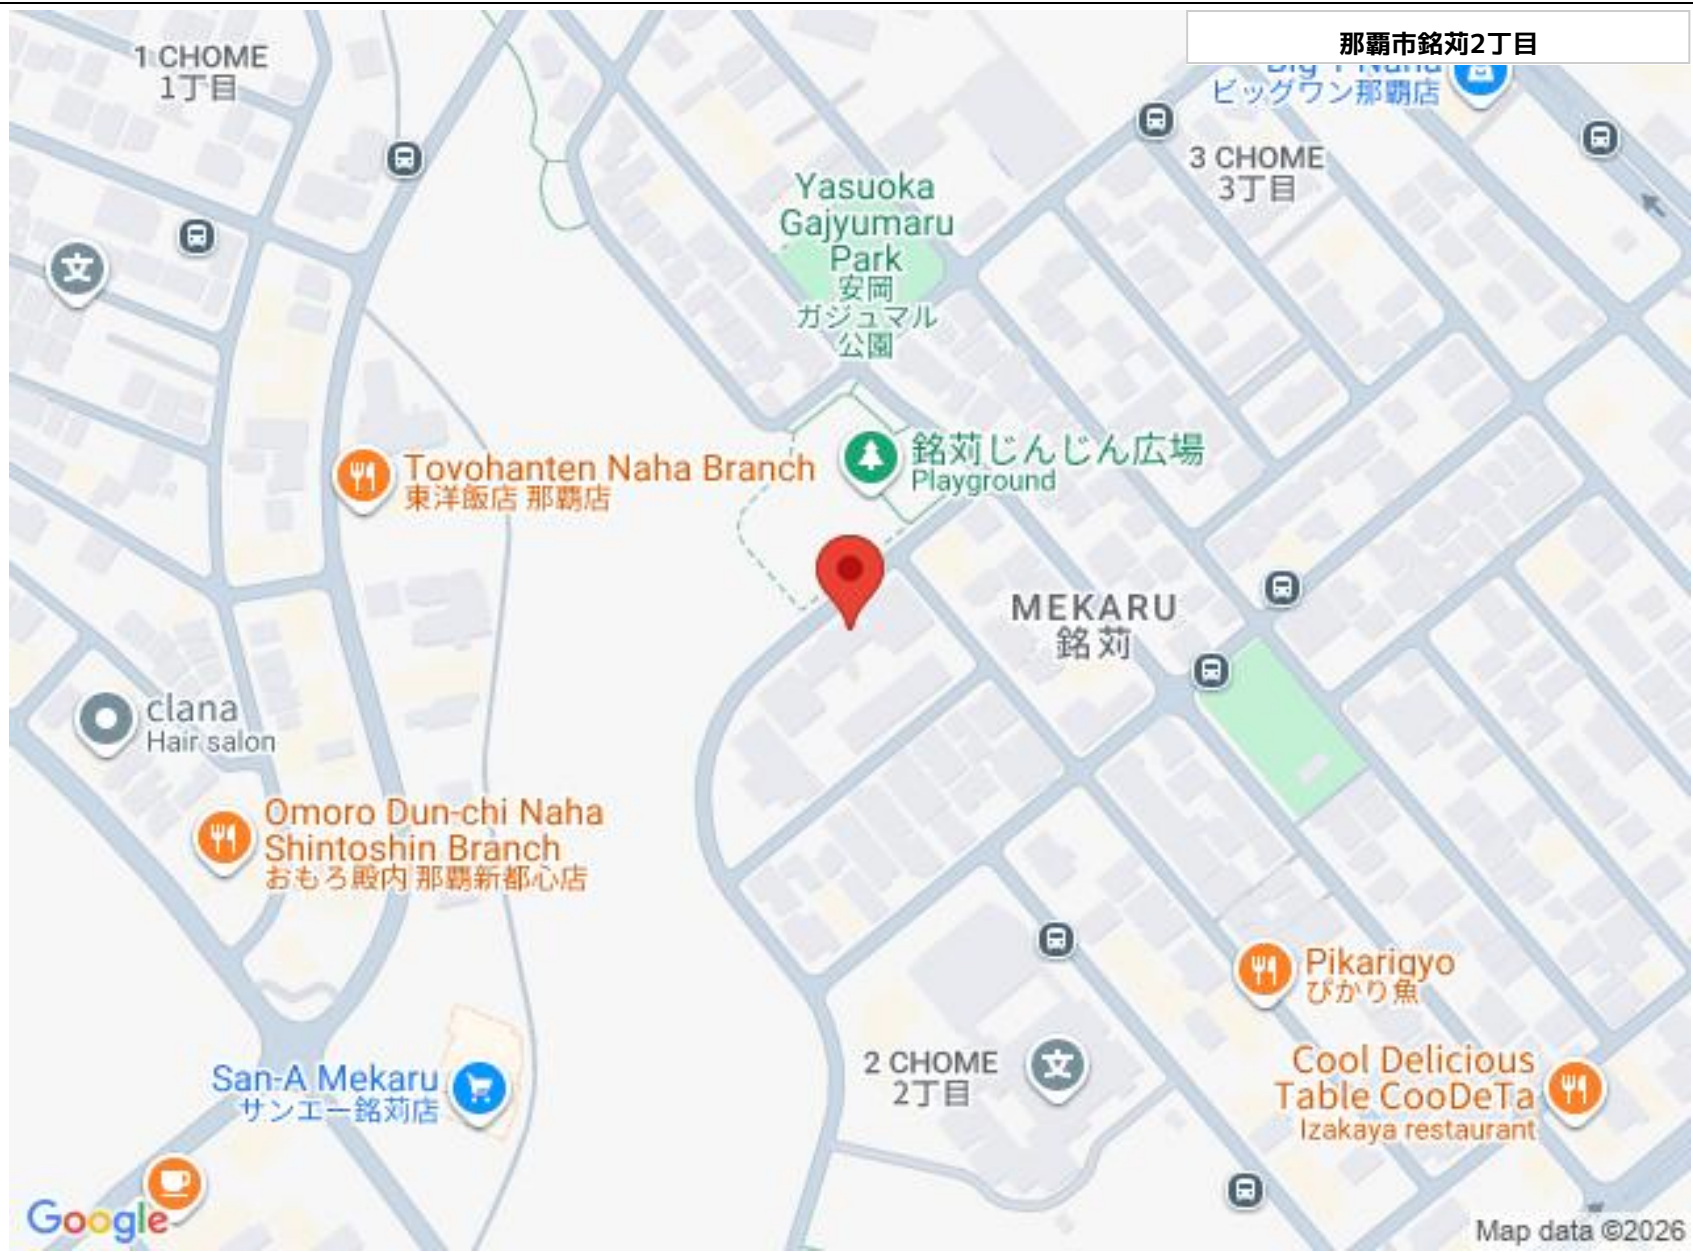 那覇市銘苅2丁目
1 CHOME
1丁目
ビッグワン那覇店
3 CHOME
3丁目
Yasuoka
Gajyumaru
Park
安岡
ガジュマル
公園
文
銘苅じんじん広場
Playground
Toyohanten Naha Branch
東洋飯店 那覇店
MEKARU
銘苅
clana
Hair salon
Omoro Dun-chi Naha
Shintoshin Branch
おもろ殿内 那覇新都心店
Pikarigyo
ぴかり魚
2 CHOME
2丁目
文
San-A Mekaru
サンエー銘苅店
Cool Delicious
Table CooDeTa
Izakaya restaurant
Google
Map data ©2026